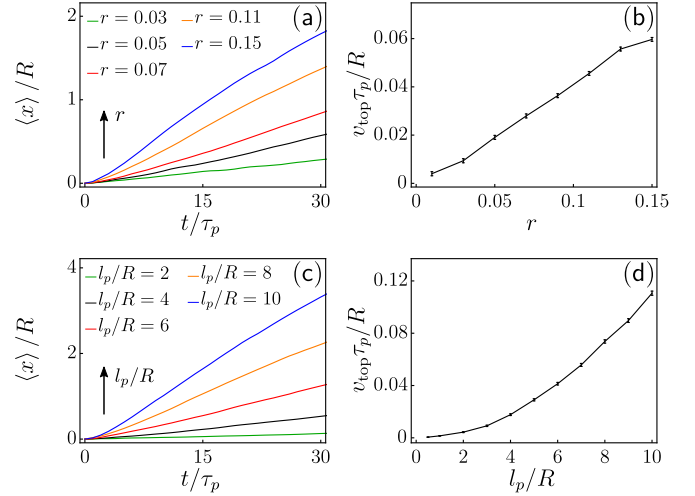 (a)
r = 0.03
r = 0.11
r = 0.05
r = 0.15
r = 0.07
r
⟨x⟩/R
0
1
2
0
15
30
t/τ_p
(b)
v_top τ_p/R
0
0.02
0.04
0.06
0.05
0.1
0.15
r
(c)
l_p/R = 2
l_p/R = 8
l_p/R = 4
l_p/R = 10
l_p/R = 6
l_p/R
⟨x⟩/R
0
2
4
0
15
30
t/τ_p
(d)
v_top τ_p/R
0
0.04
0.08
0.12
0
2
4
6
8
10
l_p/R